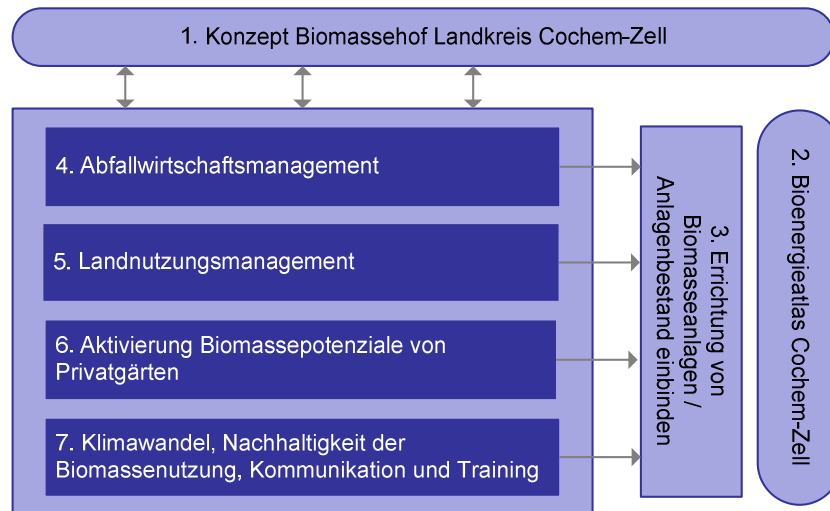 1. Konzept Biomassehof Landkreis Cochem-Zell
4. Abfallwirtschaftsmanagement
5. Landnutzungsmanagement
6. Aktivierung Biomassepotenziale von
Privatgärten
7. Klimawandel, Nachhaltigkeit der
Biomassenutzung, Kommunikation und Training
3. Errichtung von
Biomasseanlagen /
Anlagenbestand einbinden
2. Bioenergieatlas Cochem-Zell